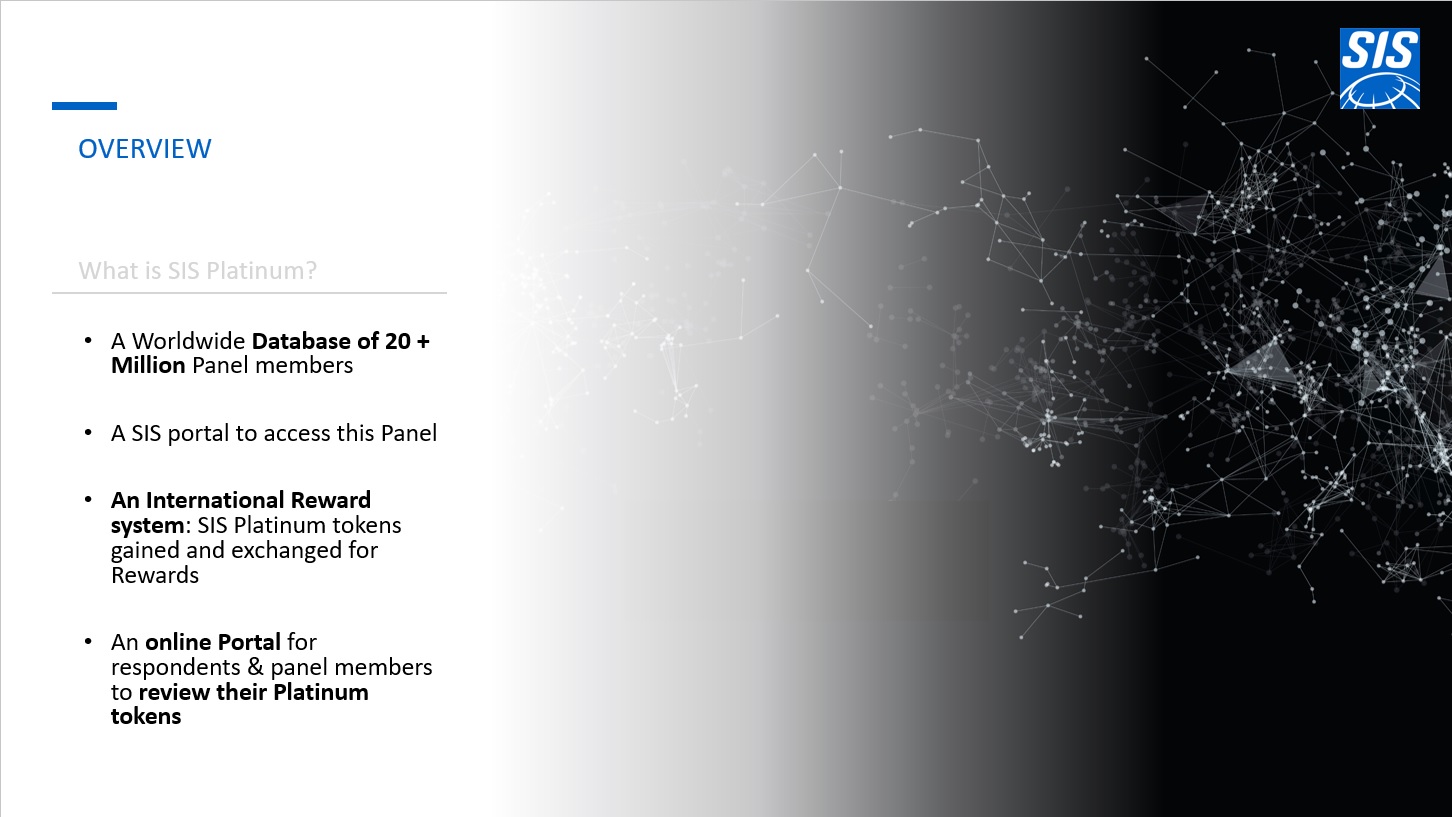 SIS
OVERVIEW
What is SIS Platinum?
• A Worldwide Database of 20 +
Million Panel members
• A SIS portal to access this Panel
• An International Reward
system: SIS Platinum tokens
gained and exchanged for
Rewards
• An online Portal for
respondents & panel members
to review their Platinum
tokens